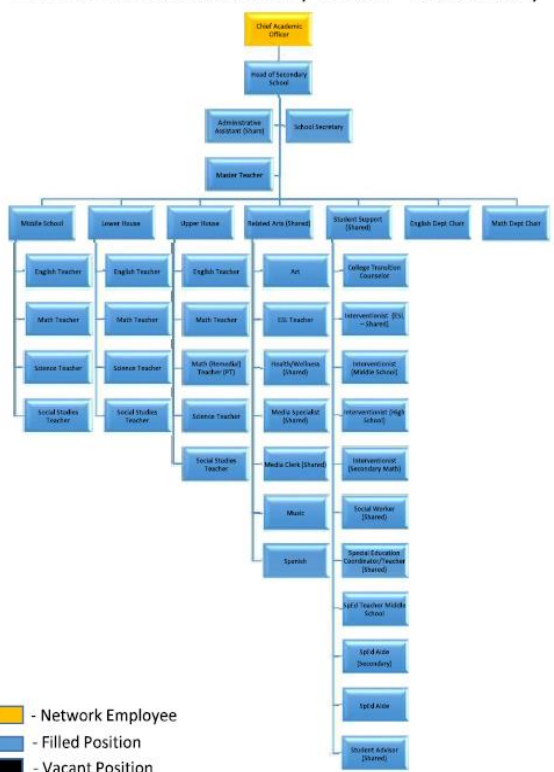 Chief Academic
Officer
Head of Secondary
School
Administrative
Assistant (Share)
School Secretary
Master Teacher
Middle School
Lower House
Upper House
Related Arts (Shared)
Student Support
(Shared)
English Dept Chair
Math Dept Chair
English Teacher
Math Teacher
Science Teacher
Social Studies
Teacher
English Teacher
Math Teacher
Science Teacher
Social Studies
Teacher
English Teacher
Math Teacher
Math (Remedial)
Teacher (PT)
Science Teacher
Social Studies
Teacher
Art
ESL Teacher
Health/Wellness
(Shared)
Media Specialist
(Shared)
Media Clerk (Shared)
Music
Spanish
College Transition
Counselor
Interventionist (ESL
– Shared)
Interventionist
(Middle School)
Interventionist (High
School)
Interventionist
(Secondary Math)
Social Worker
(Shared)
Special Education
Coordinator/Teacher
(Shared)
SpEd Teacher Middle
School
SpEd Aide
(Secondary)
SpEd Aide
Student Advisor
(Shared)
- Network Employee
- Filled Position
- Vacant Position